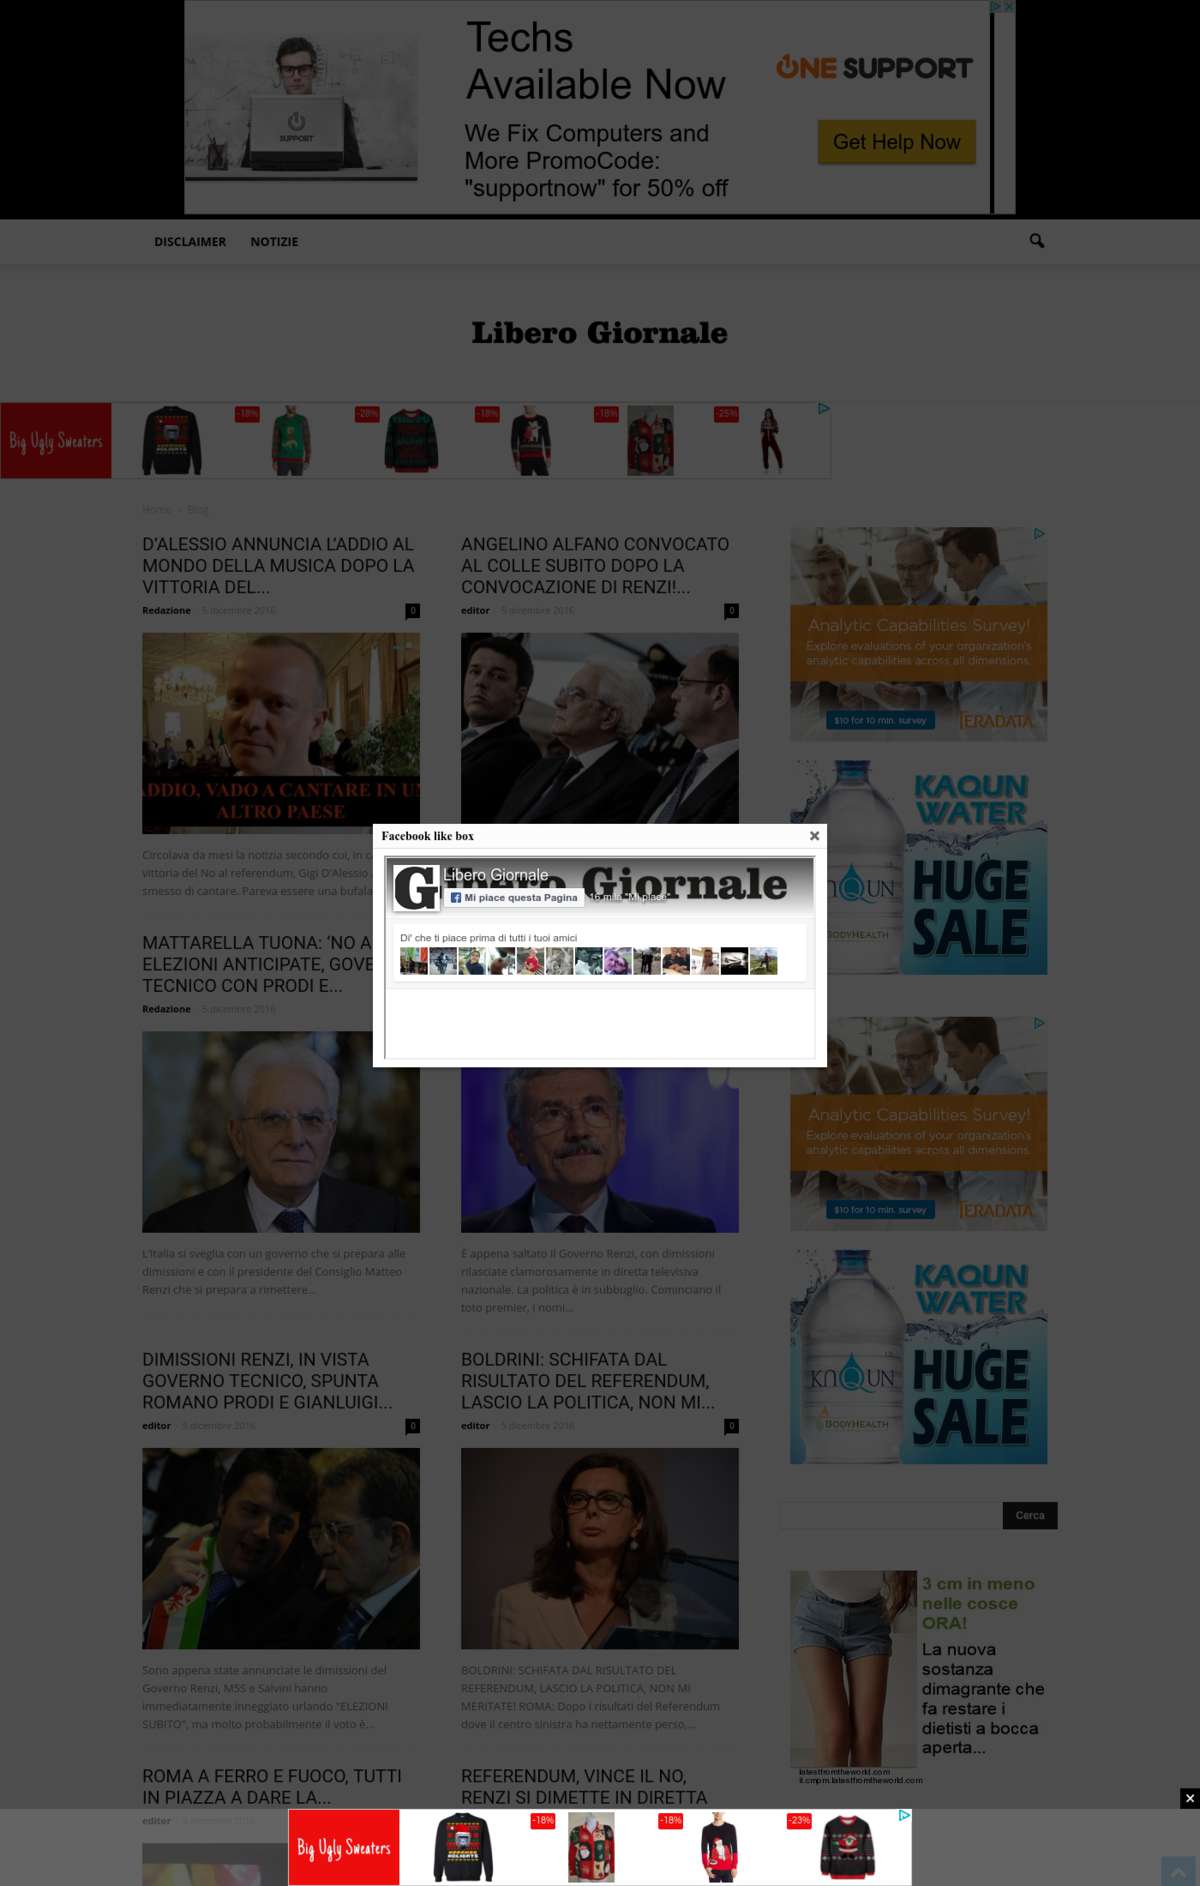 Techs
Available Now
We Fix Computers and
More PromoCode:
"supportnow" for 50% off
SUPPORT
ONE SUPPORT
Get Help Now
DISCLAIMER
NOTIZIE
Libero Giornale
Big Ugly Sweaters
-18%
-28%
-18%
-18%
-25%
Home
Blog
D'ALESSIO ANNUNCIA L'ADDIO AL
MONDO DELLA MUSICA DOPO LA
VITTORIA DEL...
Redazione - 5 dicembre 2016
0
DDIO, VADO A CANTARE IN UN
ALTRO PAESE
Circolava da mesi la notizia secondo cui, in
vittoria del No al referendum, Gigi D'Alessio
smesso di cantare. Pareva essere una bufala
ANGELINO ALFANO CONVOCATO
AL COLLE SUBITO DOPO LA
CONVOCAZIONE DI RENZI!...
editor - 5 dicembre 2016
0
Analytic Capabilities Survey!
Explore evaluations of your organization's
analytic capabilities across all dimensions.
$10 for 10 min. survey
TERADATA
KAQUN
WATER
HUGE
SALE
KAQUN
Facebook like box
Libero Giornale
Libero Giornale
Mi piace questa Pagina
16 mila "Mi piace"
Di' che ti piace prima di tutti i tuoi amici
MATTARELLA TUONA: 'NO A
ELEZIONI ANTICIPATE, GOVE
TECNICO CON PRODI E...
Redazione - 5 dicembre 2016
L'Italia si sveglia con un governo che si prepara alle
dimissioni e con il presidente del Consiglio Matteo
Renzi che si prepara a rimettere...
E appena saltato il Governo Renzi, con dimissioni
rilasciate clamorosamente in diretta televisiva
nazionale. La politica è in subbuglio. Cominciano il
toto premier, i nomi...
Analytic Capabilities Survey!
Explore evaluations of your organization's
analytic capabilities across all dimensions.
$10 for 10 min. survey
TERADATA
KAQUN
WATER
HUGE
SALE
KAQUN
BODYHEALTH
DIMISSIONI RENZI, IN VISTA
GOVERNO TECNICO, SPUNTA
ROMANO PRODI E GIANLUIGI...
editor - 5 dicembre 2016
0
Sono appena state annunciate le dimissioni del
Governo Renzi, M5S e Salvini hanno
immediatamente inneggiato urlando "ELEZIONI
SUBITO", ma molto probabilmente il voto è...
BOLDRINI: SCHIFATA DAL
RISULTATO DEL REFERENDUM,
LASCIO LA POLITICA, NON MI...
editor - 5 dicembre 2016
0
BOLDRINI: SCHIFATA DAL RISULTATO DEL
REFERENDUM, LASCIO LA POLITICA, NON MI
MERITATE! ROMA: Dopo i risultati del Referendum
dove il centro sinistra ha nettamente perso,...
Cerca
3 cm in meno
nelle cosce
ORA!
La nuova
sostanza
dimagrante che
fa restare i
dietisti a bocca
aperta...
latestfromtheworld.com
it.cmpm.latestfromtheworld.com
ROMA A FERRO E FUOCO, TUTTI
IN PIAZZA A DARE LA...
editor - 5 dicembre 2016
REFERENDUM, VINCE IL NO,
RENZI SI DIMETTE IN DIRETTA
Big Ugly Sweaters
-18%
-18%
-23%